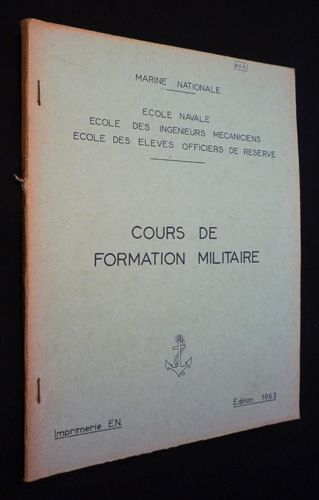 MARINE NATIONALE
ECOLE NAVALE
ECOLE DES INGENIEURS MECANICIENS
ECOLE DES ELEVES OFFICIERS DE RESERVE
COURS DE
FORMATION MILITAIRE
Imprimerie E.N.
Edition 1963